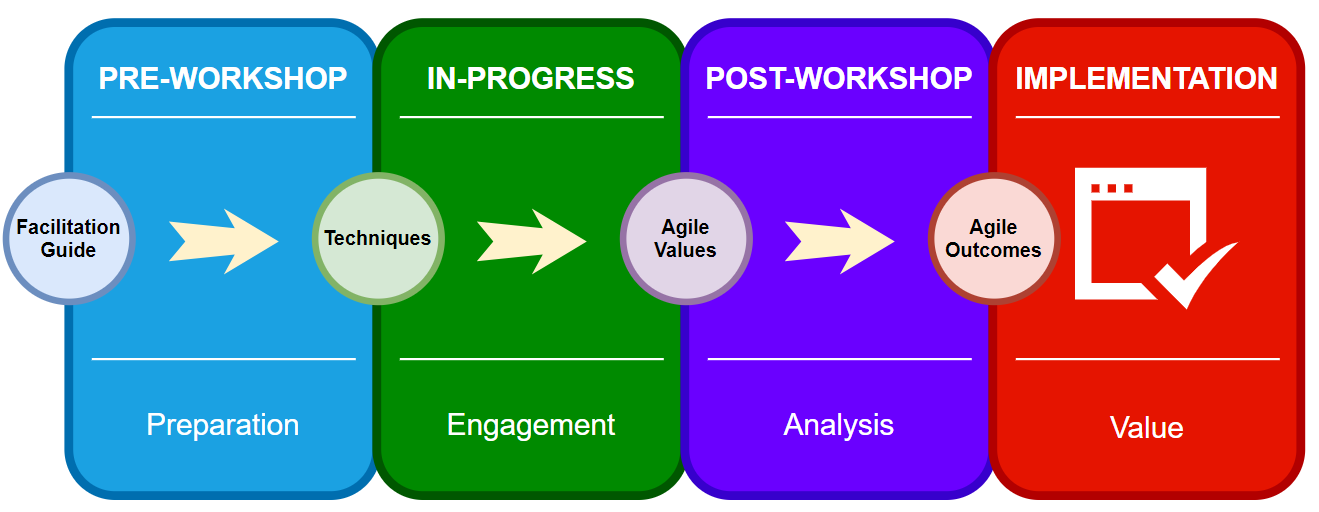 PRE-WORKSHOP
IN-PROGRESS
POST-WORKSHOP
IMPLEMENTATION
Facilitation
Guide
Techniques
Agile
Values
Agile
Outcomes
Preparation
Engagement
Analysis
Value